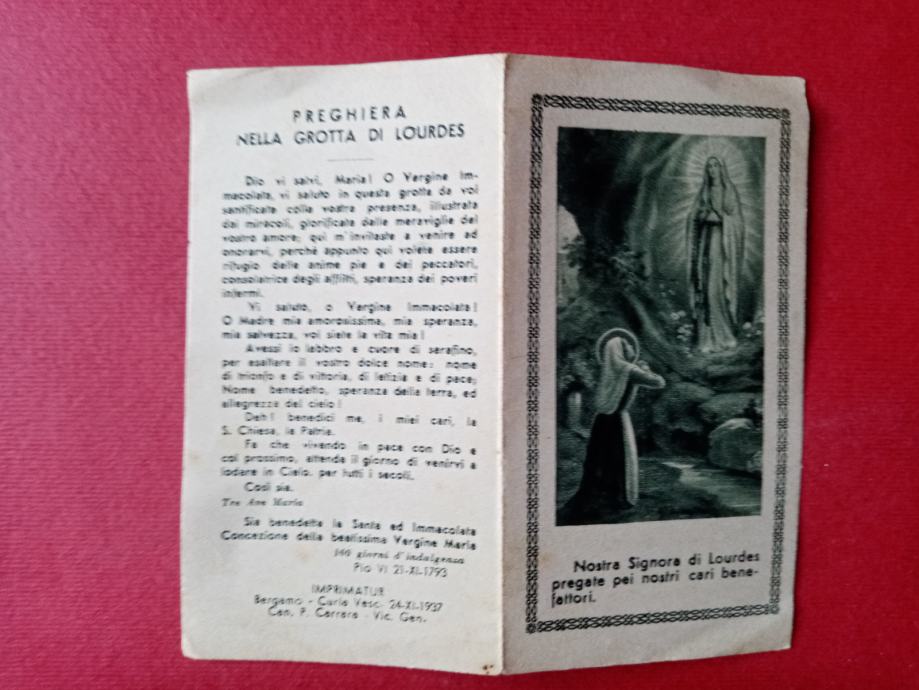 PREGHIERA
NELLA GROTTA DI LOURDES
Dio vi salvi, Maria! O Vergine Im-
macolata, vi saluto in questa grotta da voi
santificata colla vostra presenza, illustrata
dai miracoli, glorificata dalle meraviglie del
vostro amore; qui m'invitaste a venire ad
onorarvi, perchè appunto qui volete essere
rifugio delle anime pie e dei peccatori,
consolatrice degli afflitti, speranza dei poveri
infermi.
Vi saluto, o Vergine Immacolata!
O Madre mia amorosissima, mia speranza,
mia salvezza, voi siete la vita mia!
Avessi io labbro e cuore di serafino,
per esaltare il vostro dolce nome: nome
di trionfo e di vittoria, di letizia e di pace;
Nome benedetto, speranza della terra, ed
allegrezza del cielo!
Deh! benedici me, i miei cari, la
S. Chiesa, la Patria.
Fa che vivendo in pace con Dio e
col prossimo, attenda il giorno di venirvi a
lodare in Cielo, per tutti i secoli.
Così sia.
Tre Ave Maria
Sia benedetta la Santa ed Immacolata
Concezione della beatissima Vergine Maria
giorni d'indulgenza
Pio VI 21-XI-1793
IMPRIMATUR
Bergamo - Curia Vesc. 24-XI-1937
Can. P. Carrara - Vic. Gen.
Nostra Signora di Lourdes
pregate pei nostri cari bene-
fattori.